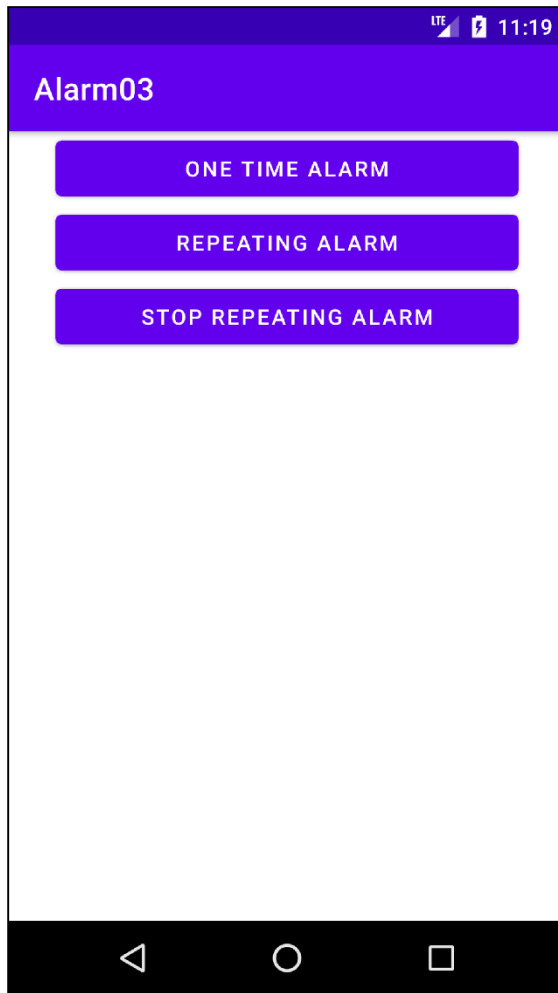 LTE 11:19
Alarm03
ONE TIME ALARM
REPEATING ALARM
STOP REPEATING ALARM